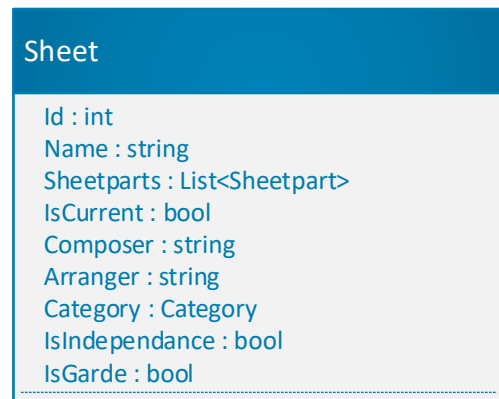 Sheet
Id : int
Name : string
Sheetparts : List<Sheetpart>
IsCurrent : bool
Composer : string
Arranger : string
Category : Category
IsIndependance : bool
IsGarde : bool